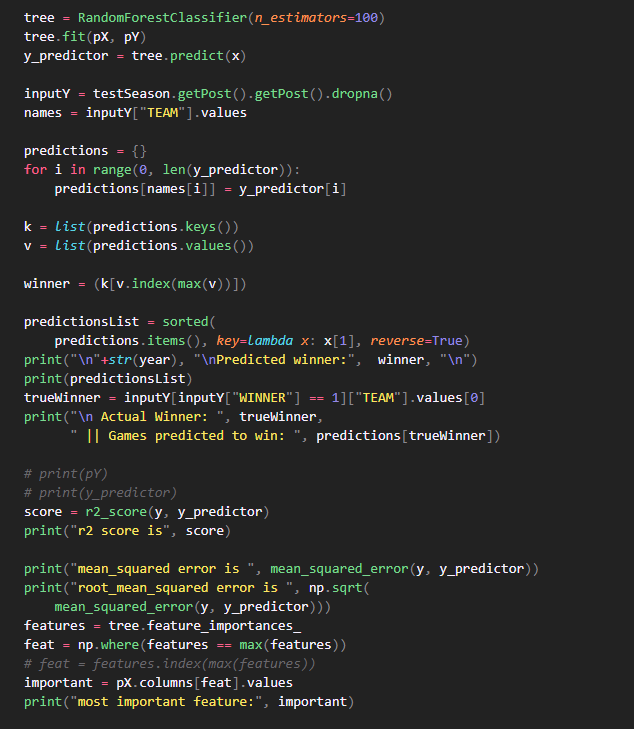 tree = RandomForestClassifier(n_estimators=100)
tree.fit(pX, pY)
y_predictor = tree.predict(x)

inputY = testSeason.getPost().getPost().dropna()
names = inputY["TEAM"].values

predictions = {}
for i in range(0, len(y_predictor)):
    predictions[names[i]] = y_predictor[i]

k = list(predictions.keys())
v = list(predictions.values())

winner = (k[v.index(max(v))])

predictionsList = sorted(
    predictions.items(), key=lambda x: x[1], reverse=True)
print("\n"+str(year), "\nPredicted winner:",  winner, "\n")
print(predictionsList)
trueWinner = inputY[inputY["WINNER"] == 1]["TEAM"].values[0]
print("\n Actual Winner: ", trueWinner,
      " || Games predicted to win: ", predictions[trueWinner])

# print(pY)
# print(y_predictor)
score = r2_score(y, y_predictor)
print("r2 score is", score)

print("mean_squared error is ", mean_squared_error(y, y_predictor))
print("root_mean_squared error is ", np.sqrt(
    mean_squared_error(y, y_predictor)))
features = tree.feature_importances_
feat = np.where(features == max(features))
# feat = features.index(max(features))
important = pX.columns[feat].values
print("most important feature:", important)